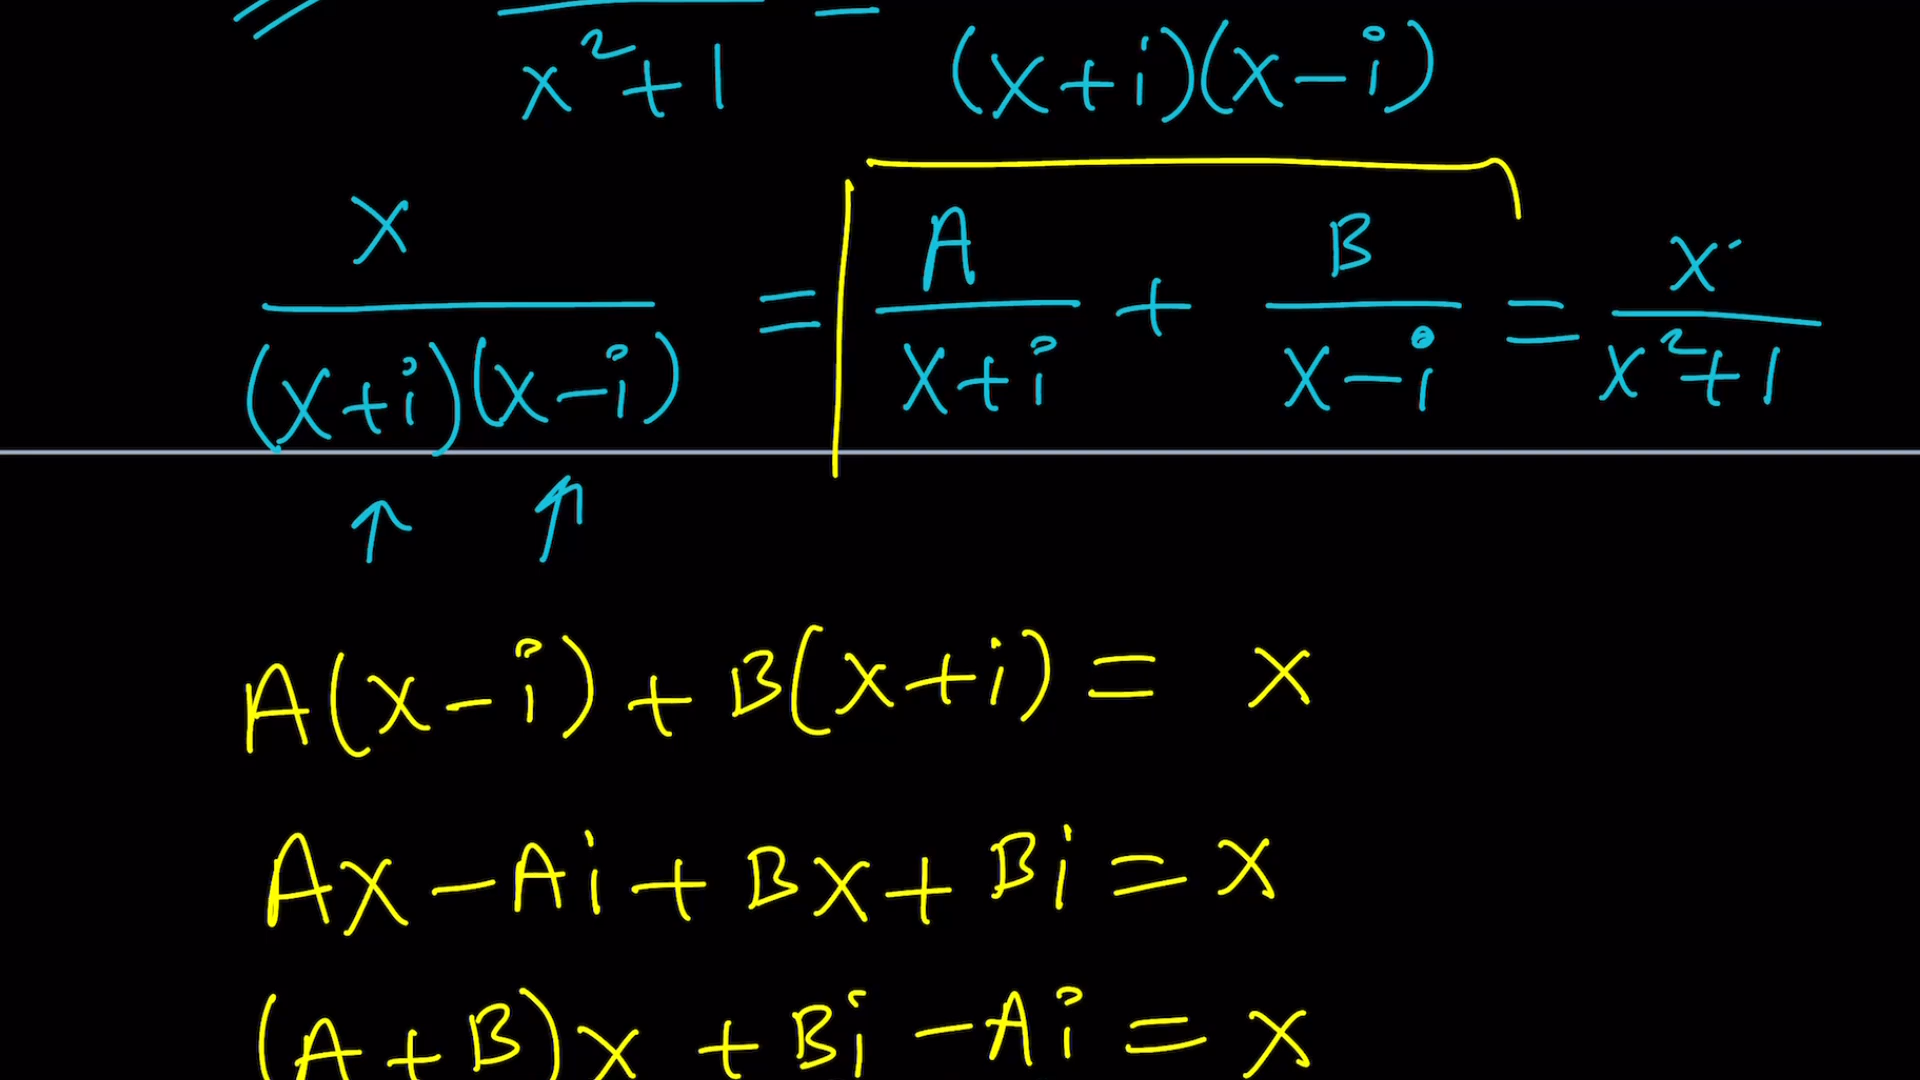 x²+1 = (x+i)(x-i)
x/((x+i)(x-i)) = A/(x+i) + B/(x-i) = x/(x²+1)
↑ ↑
A(x-i)+B(x+i)= x
Ax-Ai+Bx+Bi=x
(A+B)x+Bi-Ai=x